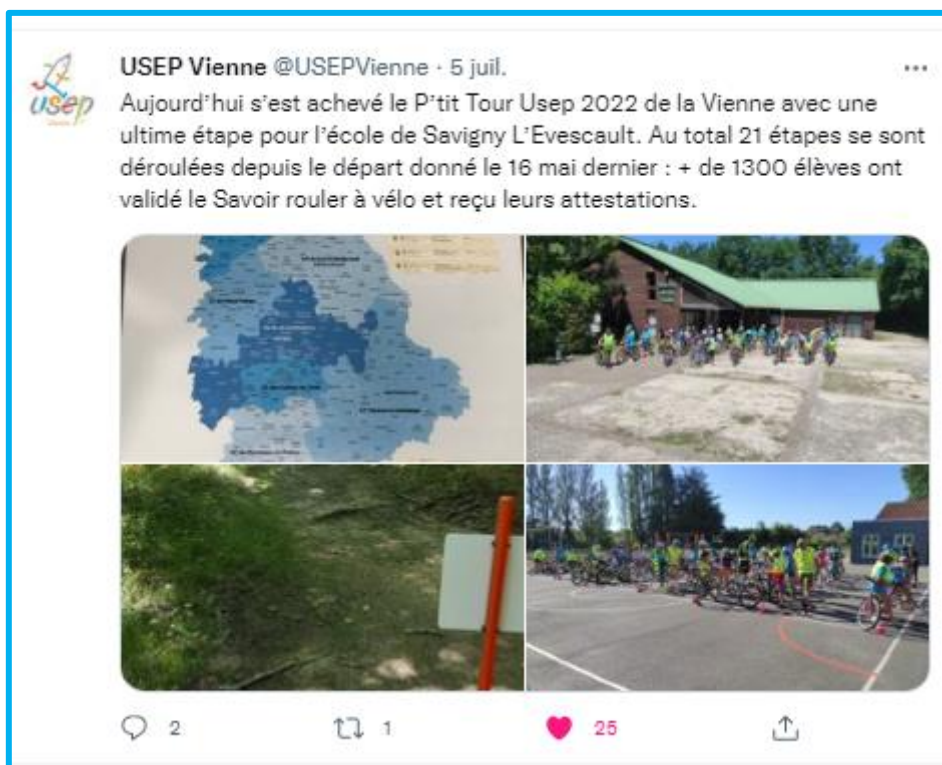 USEP Vienne @USEPVienne · 5 juil.
usep
Aujourd'hui s'est achevé le P'tit Tour Usep 2022 de la Vienne avec une
ultime étape pour l'école de Savigny L'Evescault. Au total 21 étapes se sont
déroulées depuis le départ donné le 16 mai dernier : + de 1300 élèves ont
validé le Savoir rouler à vélo et reçu leurs attestations.
2
1
25